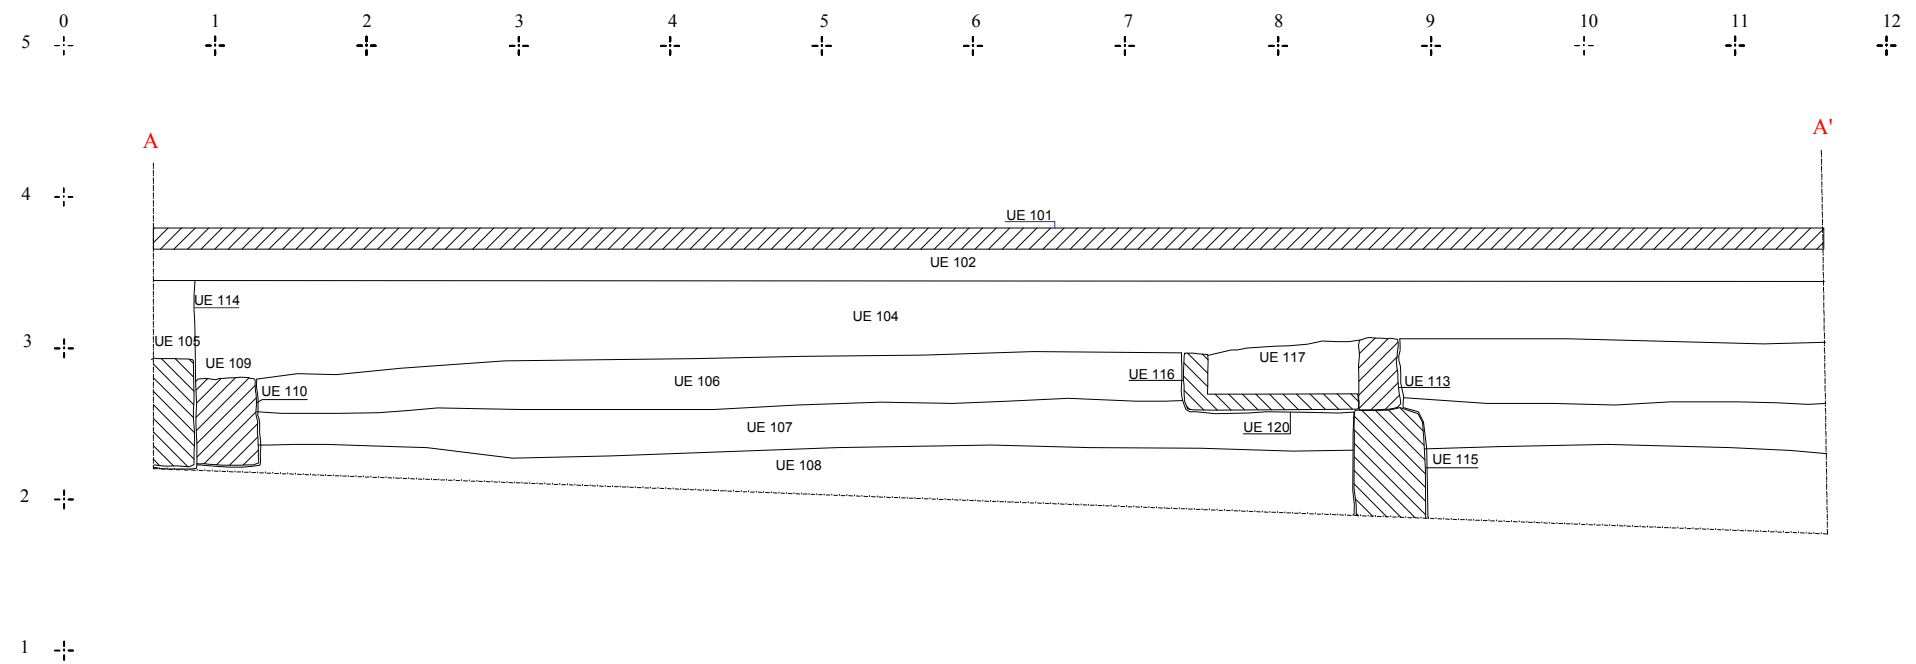 0 1 2 3 4 5 6 7 8 9 10 11 12
5
A A'
4
UE 101
UE 102
UE 114
UE 104
3
UE 105
UE 109
UE 117
UE 116
UE 106
UE 113
UE 110
UE 107
UE 120
UE 108
UE 115
2
1